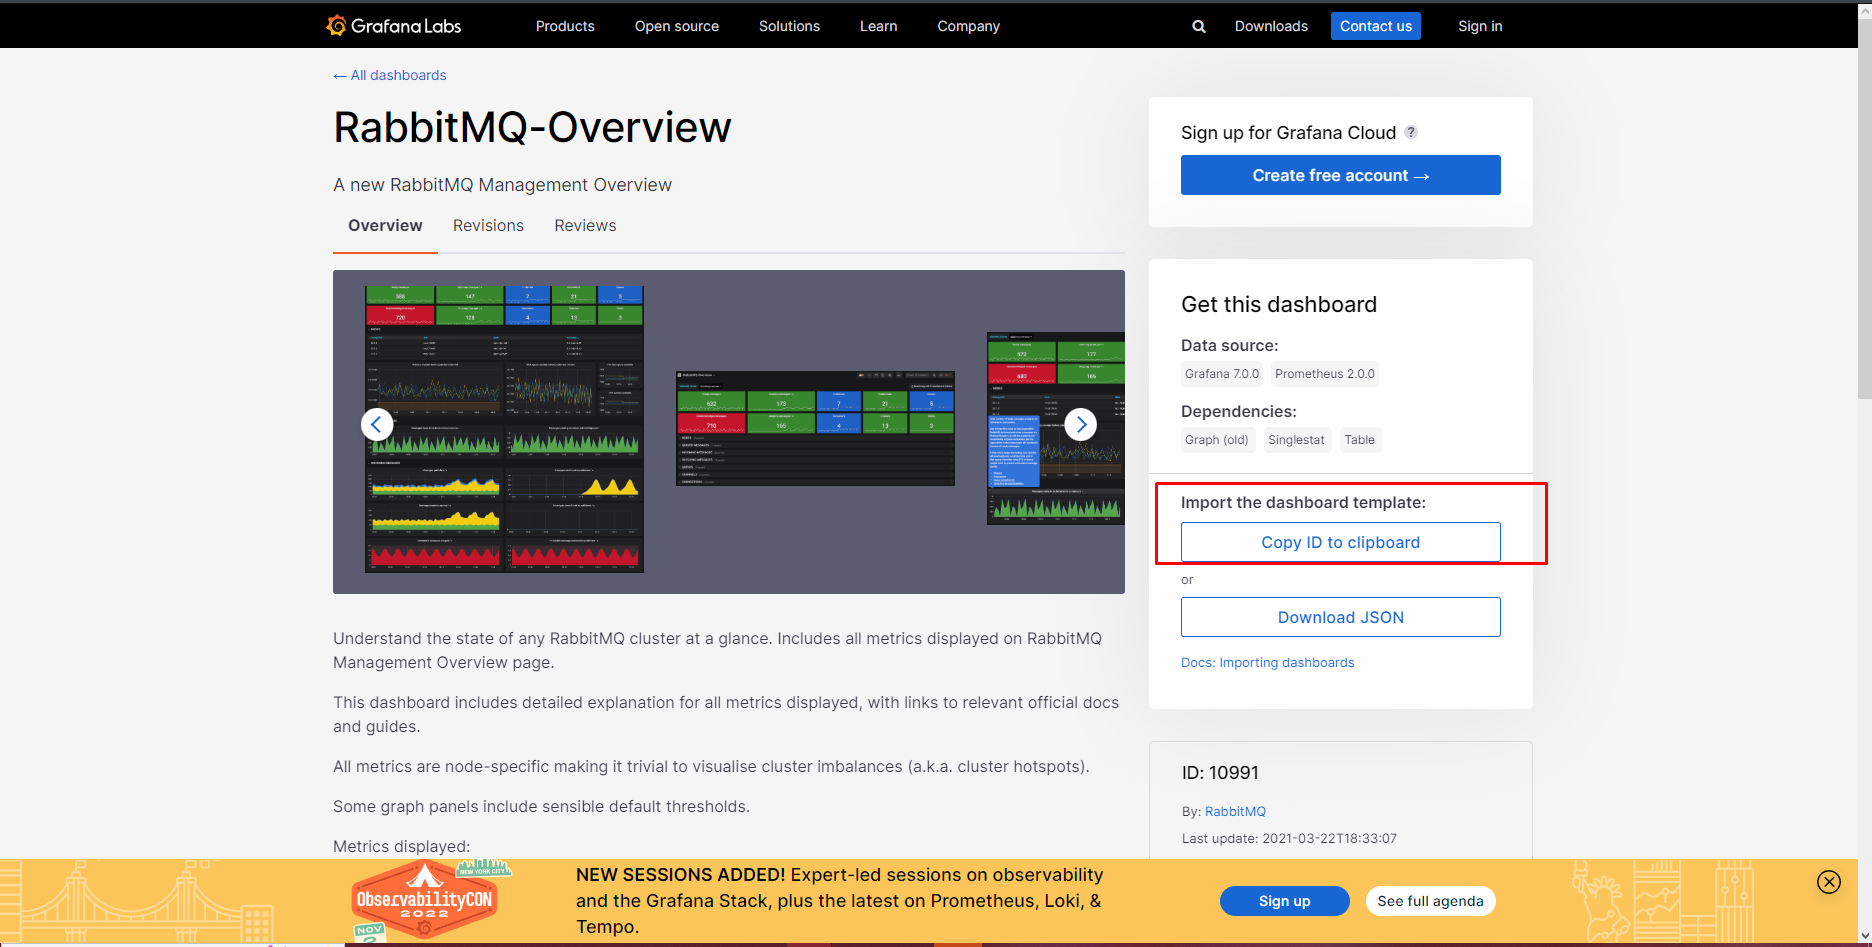 Grafana Labs
Products
Open source
Solutions
Learn
Company
Downloads
Contact us
Sign in
← All dashboards
RabbitMQ-Overview
A new RabbitMQ Management Overview
Overview
Revisions
Reviews
Understand the state of any RabbitMQ cluster at a glance. Includes all metrics displayed on RabbitMQ
Management Overview page.
This dashboard includes detailed explanation for all metrics displayed, with links to relevant official docs
and guides.
All metrics are node-specific making it trivial to visualise cluster imbalances (a.k.a. cluster hotspots).
Some graph panels include sensible default thresholds.
Metrics displayed:
Sign up for Grafana Cloud ?
Create free account →
Get this dashboard
Data source:
Grafana 7.0.0
Prometheus 2.0.0
Dependencies:
Graph (old)
Singlestat
Table
Import the dashboard template:
Copy ID to clipboard
or
Download JSON
Docs: Importing dashboards
ID: 10991
By: RabbitMQ
Last update: 2021-03-22T18:33:07
NEW YORK CITY
ObservabilityCON
2022
NOV
NEW SESSIONS ADDED! Expert-led sessions on observability
and the Grafana Stack, plus the latest on Prometheus, Loki, &
Tempo.
Sign up
See full agenda